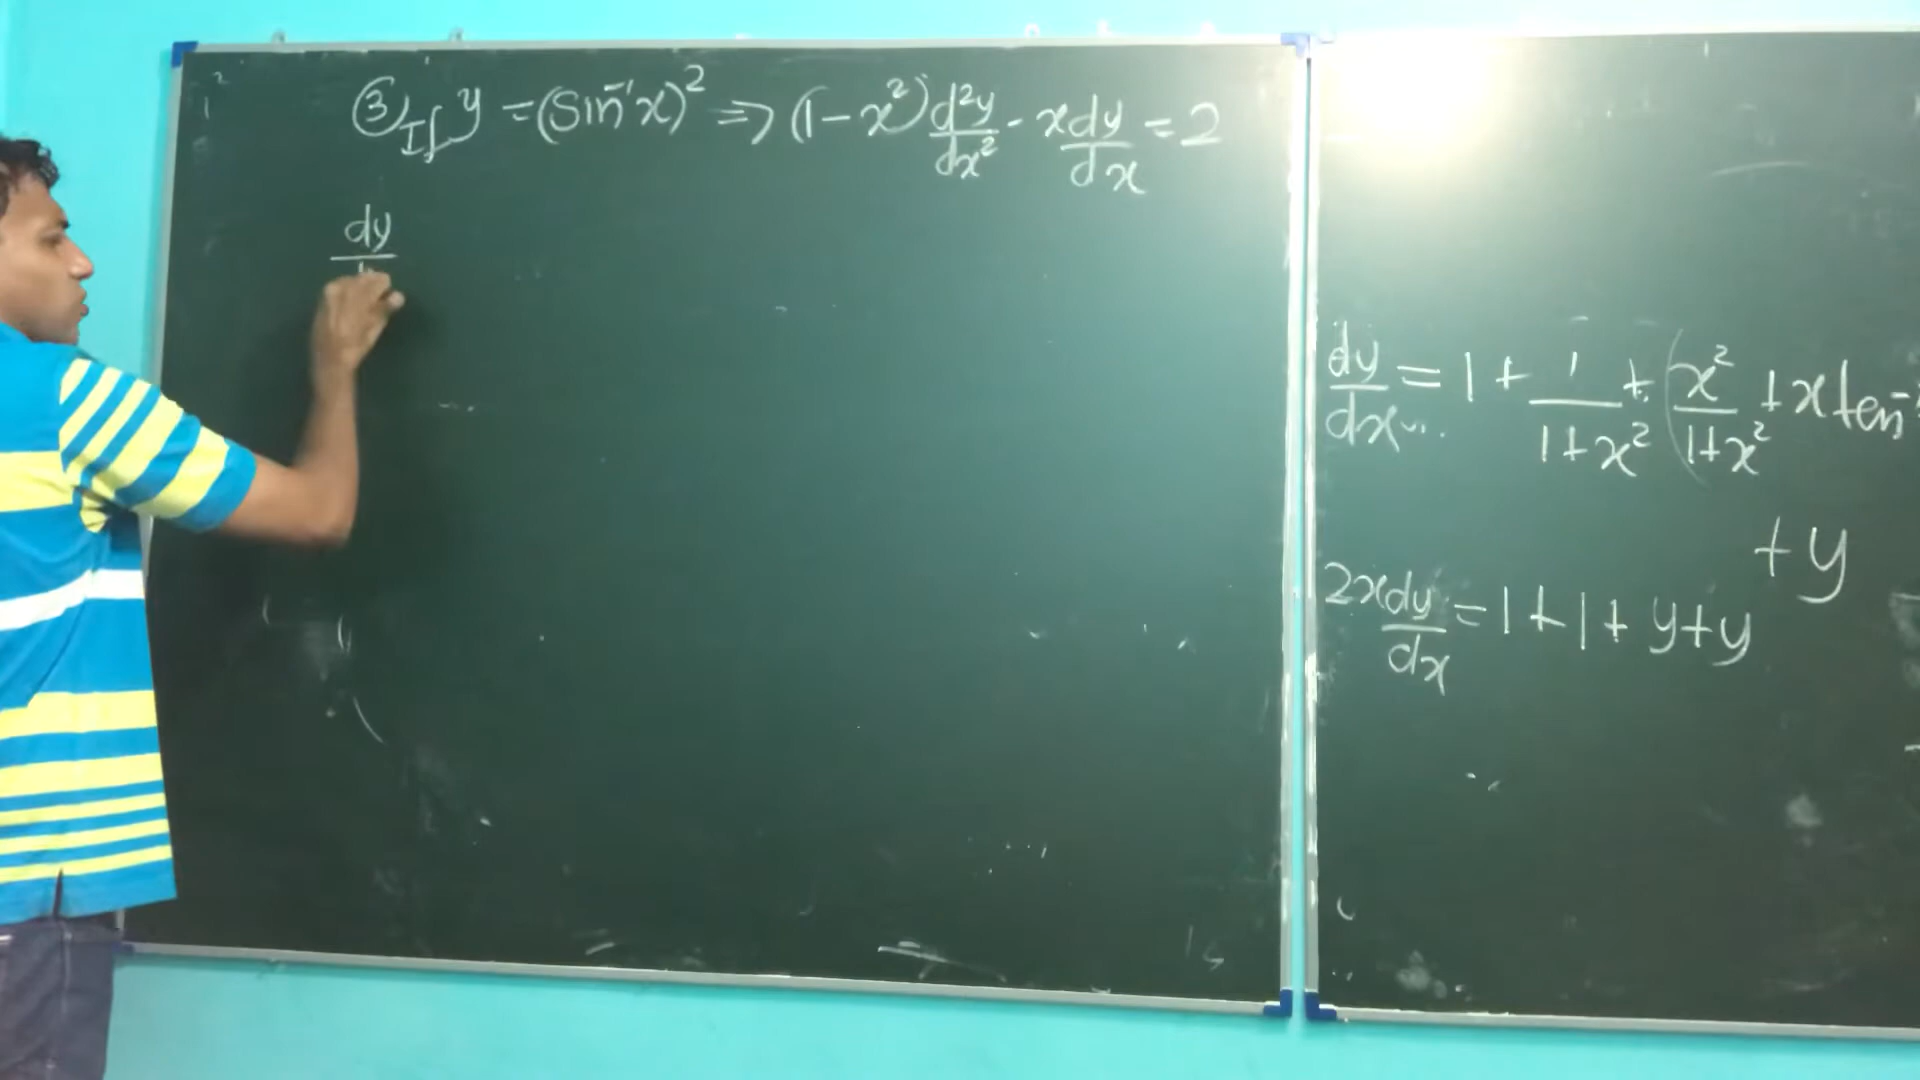 ③ If y = (Sin⁻¹x)² ⇒ (1-x²) d²y/dx² - x dy/dx = 2
dy
dy/dx = 1 + 1/(1+x²) + (x²/(1+x²) + x ten⁻¹
+ y
2x dy/dx = 1 + 1 + y + y